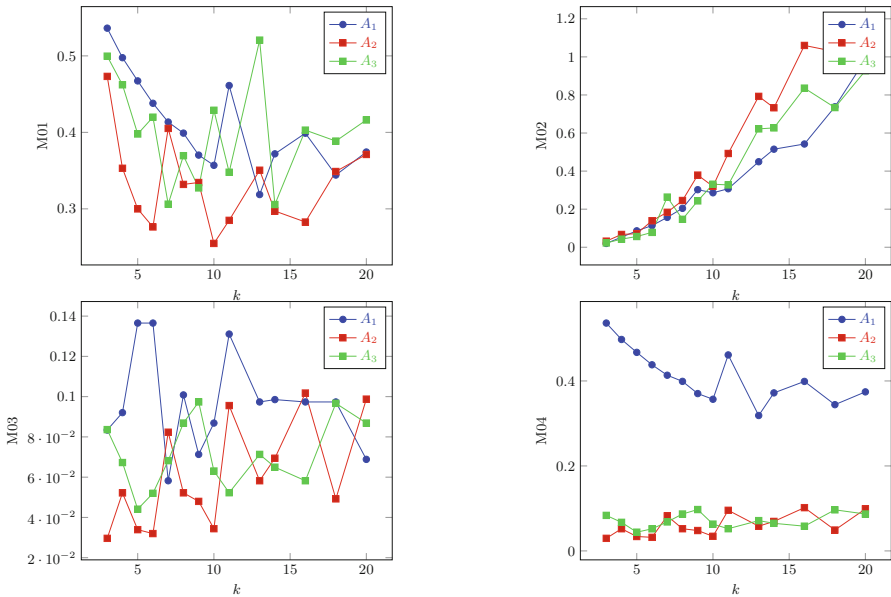 0.5
0.4
0.3
M01
5 10 15 20
k
A₁
A₂
A₃
1.2
1
0.8
0.6
0.4
0.2
0
M02
5 10 15 20
k
A₁
A₂
A₃
0.14
0.12
0.1
8 · 10⁻²
6 · 10⁻²
4 · 10⁻²
2 · 10⁻²
M03
5 10 15 20
k
A₁
A₂
A₃
0.4
0.2
0
M04
5 10 15 20
k
A₁
A₂
A₃